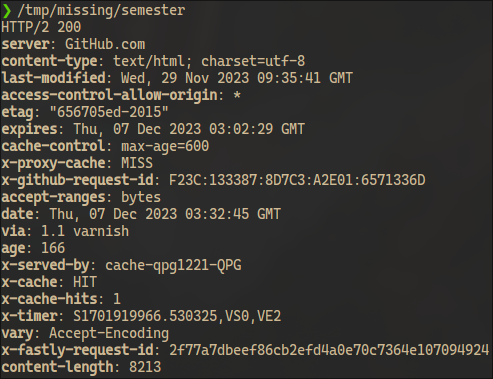 ❯ /tmp/missing/semester
HTTP/2 200
server: GitHub.com
content-type: text/html; charset=utf-8
last-modified: Wed, 29 Nov 2023 09:35:41 GMT
access-control-allow-origin: *
etag: "656705ed-2015"
expires: Thu, 07 Dec 2023 03:02:29 GMT
cache-control: max-age=600
x-proxy-cache: MISS
x-github-request-id: F23C:133387:8D7C3:A2E01:6571336D
accept-ranges: bytes
date: Thu, 07 Dec 2023 03:32:45 GMT
via: 1.1 varnish
age: 166
x-served-by: cache-qpg1221-QPG
x-cache: HIT
x-cache-hits: 1
x-timer: S1701919966.530325,VS0,VE2
vary: Accept-Encoding
x-fastly-request-id: 2f77a7dbeef86cb2efd4a0e70c7364e107094924
content-length: 8213